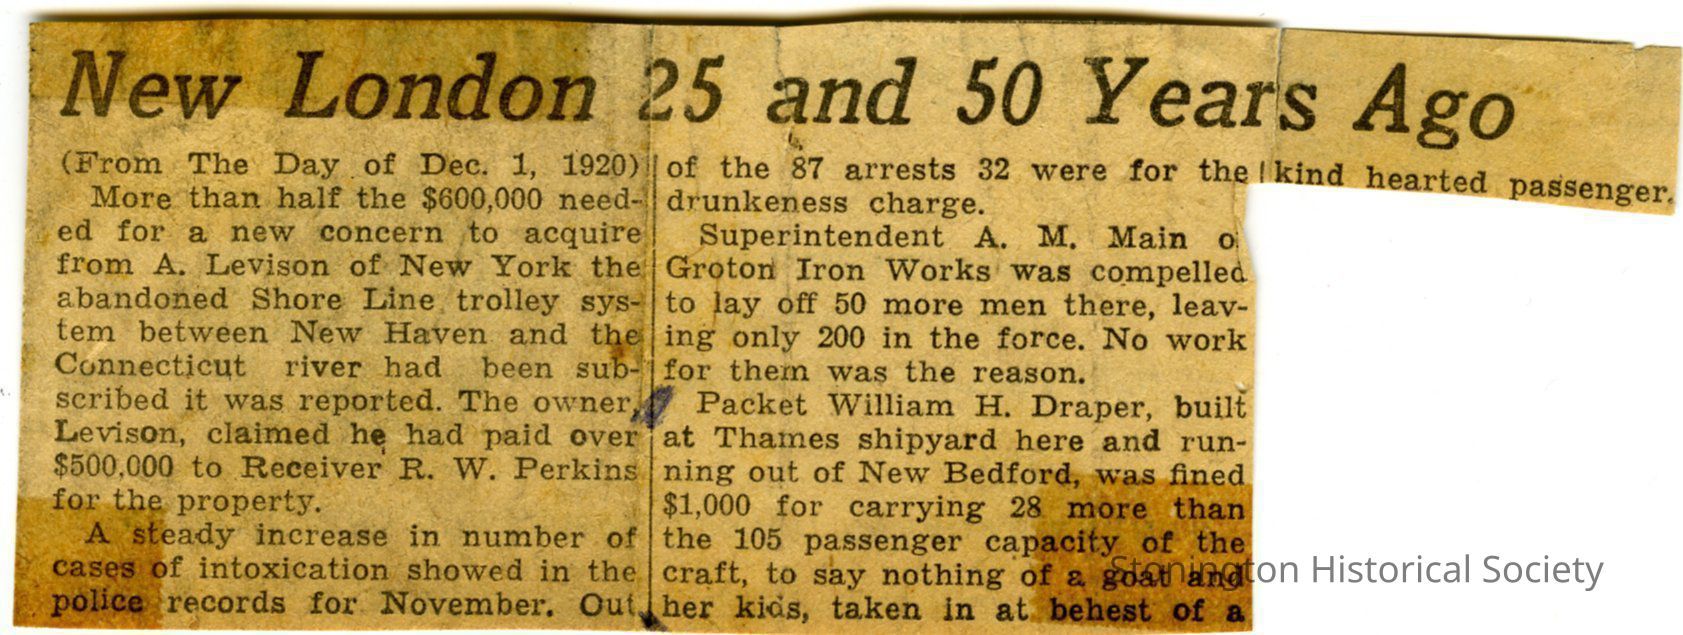 New London 25 and 50 Years Ago
(From The Day of Dec. 1, 1920)
More than half the $600,000 need-
ed for a new concern to acquire
from A. Levison of New York the
abandoned Shore Line trolley sys-
tem between New Haven and the
Connecticut river had been sub-
scribed it was reported. The owner,
Levison, claimed he had paid over
$500,000 to Receiver R. W. Perkins
for the property.
A steady increase in number of
cases of intoxication showed in the
police records for November. Out
of the 87 arrests 32 were for the
drunkeness charge.
Superintendent A. M. Main o
Groton Iron Works was compelled
to lay off 50 more men there, leav-
ing only 200 in the force. No work
for them was the reason.
Packet William H. Draper, built
at Thames shipyard here and run-
ning out of New Bedford, was fined
$1,000 for carrying 28 more than
the 105 passenger capacity of the
craft, to say nothing of a goat and
her kids, taken in at behest of a
kind hearted passenger.
Stonington Historical Society